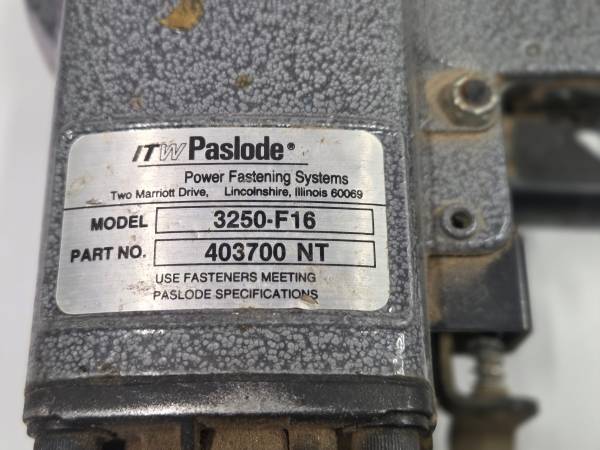 ITW Paslode®
Power Fastening Systems
Two Marriott Drive, Lincolnshire, Illinois 60069
MODEL 3250-F16
PART NO. 403700 NT
USE FASTENERS MEETING
PASLODE SPECIFICATIONS